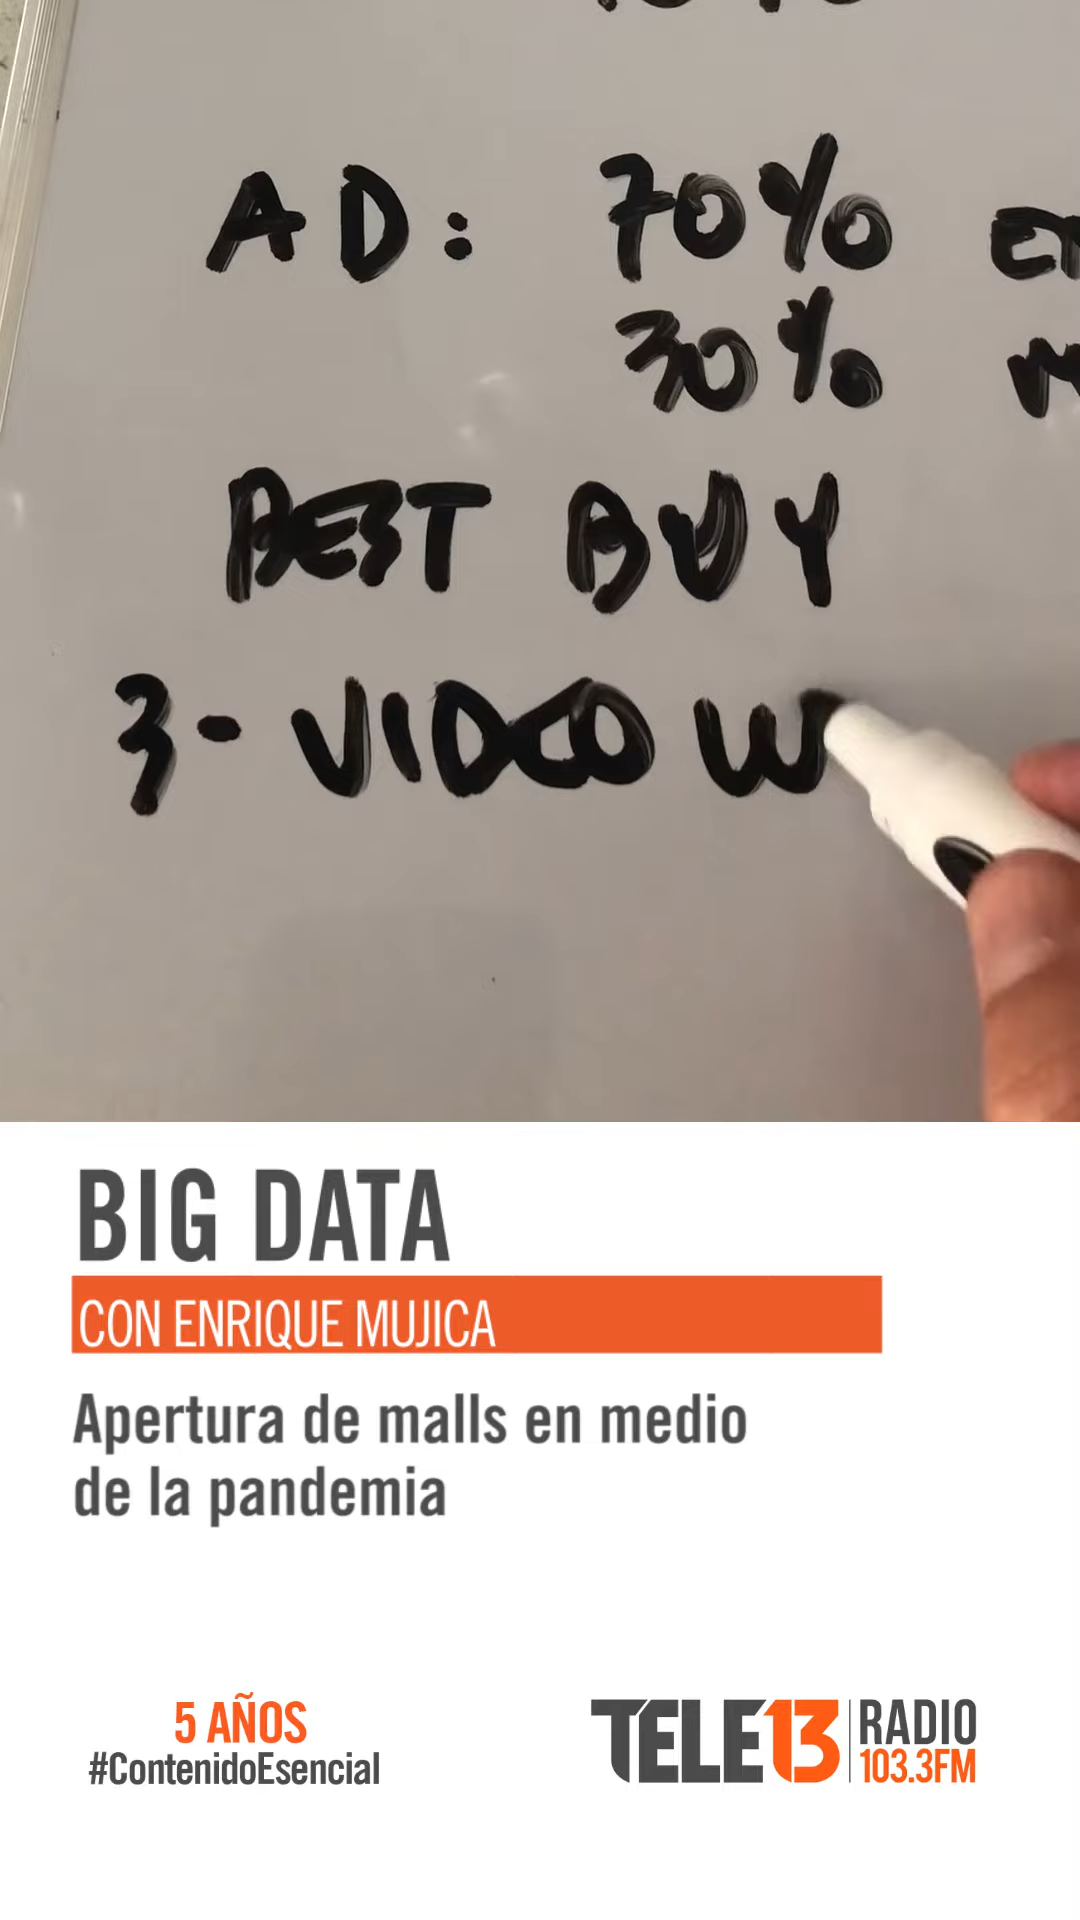 AD: 70%
30%
BEST BUY
3- VIDEO W
BIG DATA
CON ENRIQUE MUJICA
Apertura de malls en medio
de la pandemia
5 AÑOS
#ContenidoEsencial
TELE13 RADIO
103.3FM